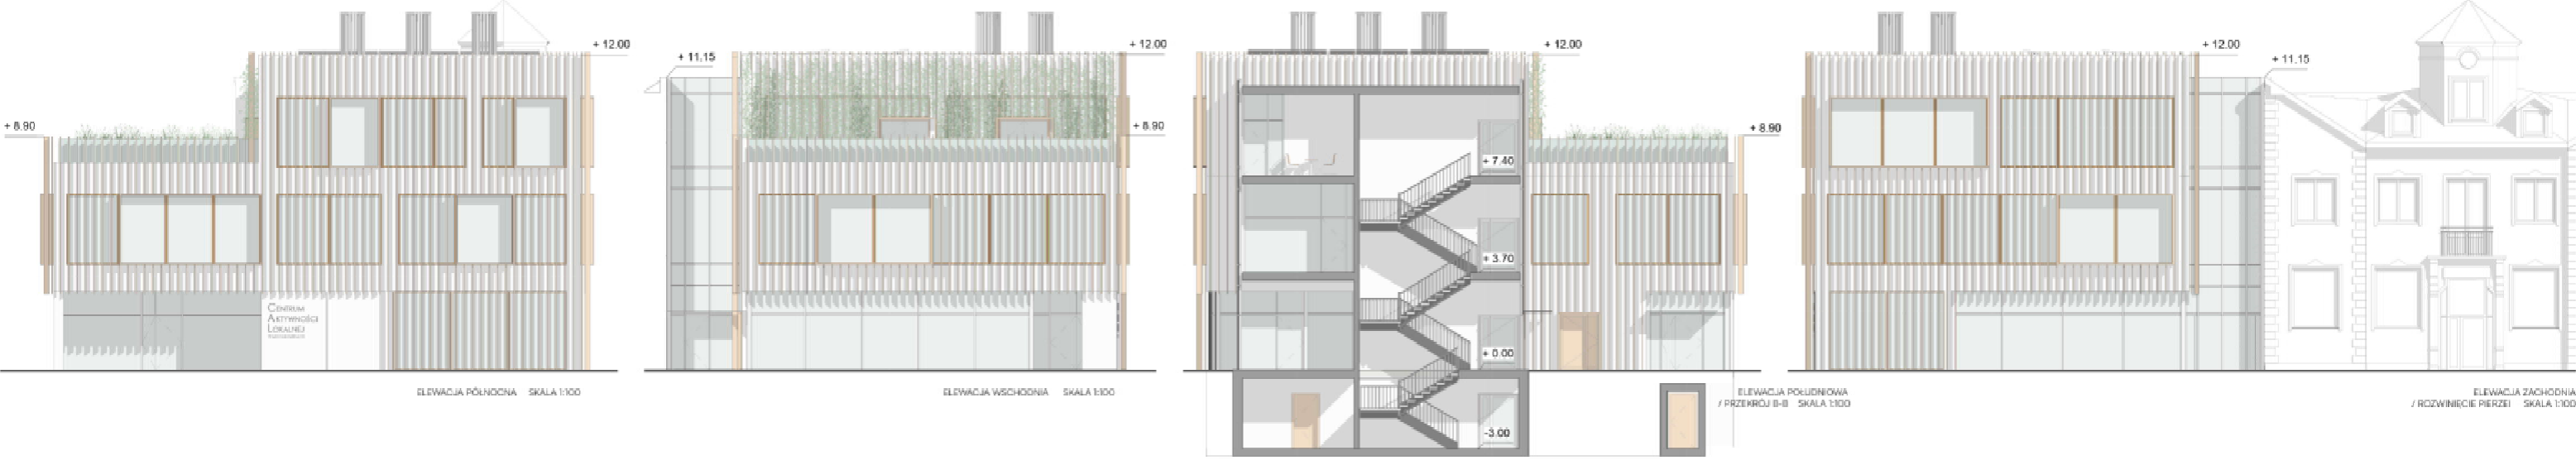 + 12.00
+ 8.90
CENTRUM
AKTYWNOŚCI
LOKALNEJ
ELEWACJA PÓŁNOCNA SKALA 1:100
+ 11.15
+ 12.00
+ 8.90
ELEWACJA WSCHODNIA SKALA 1:100
+ 12.00
+ 8.90
+ 7.40
+ 3.70
+ 0.00
-3.00
ELEWACJA POŁUDNIOWA
/ PRZEKRÓJ B-B SKALA 1:100
+ 12.00
+ 11.15
ELEWACJA ZACHODNIA
/ ROZWINIĘCIE PIERZEI SKALA 1:100